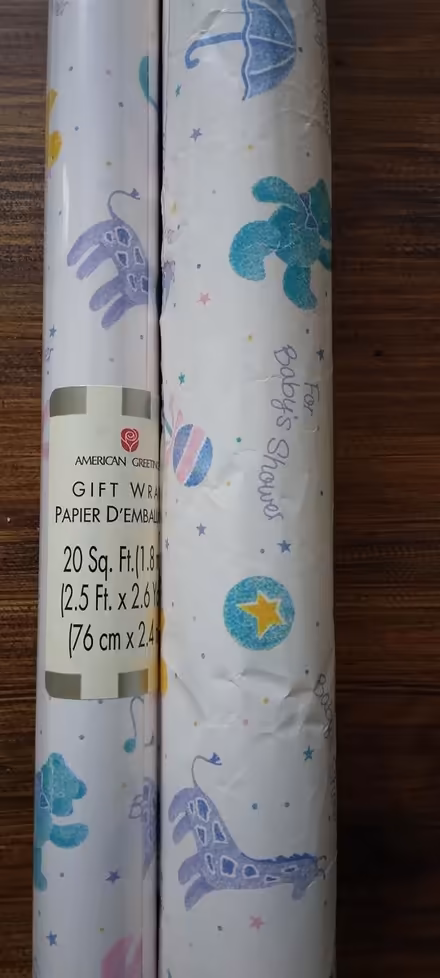 AMERICAN GREETIN
GIFT WRA
PAPIER D'EMBAL
20 Sq. Ft.(1.8
(2.5 Ft. x 2.6 Y
(76 cm x 2.4
For
Baby's Shower